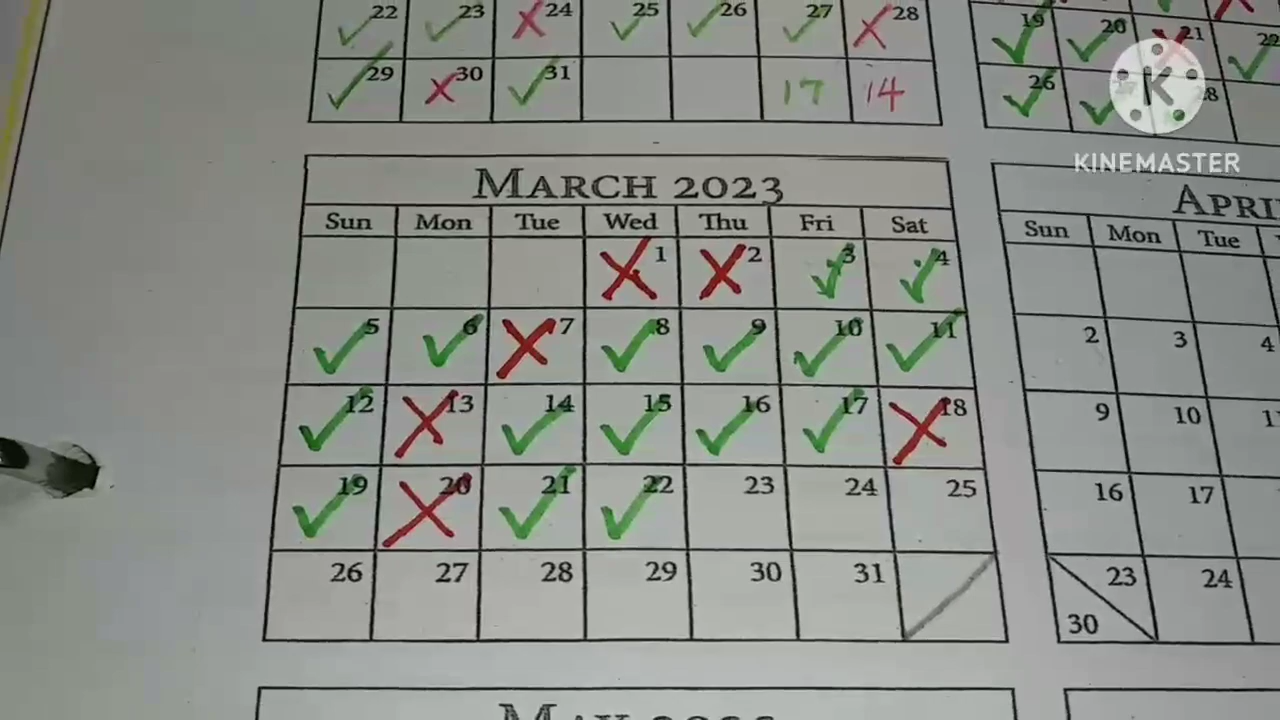 22 23 24 25 26 27 28
29 30 31 17 14
19 20 21 22
26
K
KINEMASTER
MARCH 2023
Sun Mon Tue Wed Thu Fri Sat
1 2 3 4
5 6 7 8 9 10 11
12 13 14 15 16 17 18
19 20 21 22 23 24 25
26 27 28 29 30 31
Sun Mon Tue
2 3 4
9 10
16 17
23 24
30